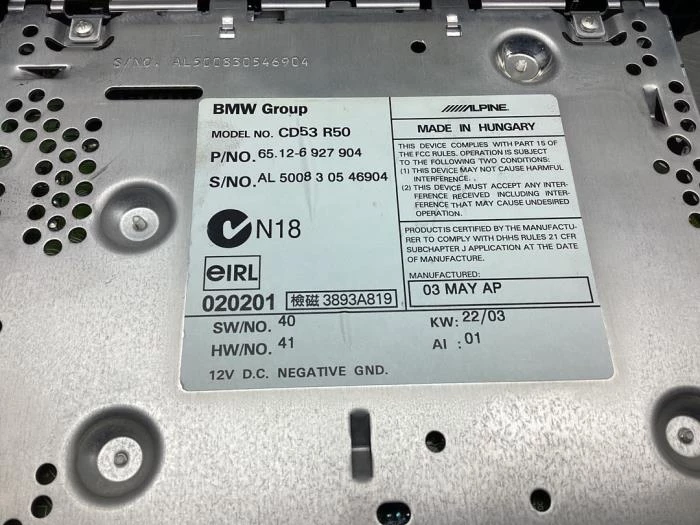 S/NO. AL500830546904
BMW Group
MODEL NO. CD53 R50
P/NO. 65.12-6 927 904
S/NO. AL 5008 3 05 46904
N18
eIRL
020201 檢磁 3893A819
SW/NO. 40
HW/NO. 41
12V D.C. NEGATIVE GND.
ALPINE
MADE IN HUNGARY
THIS DEVICE COMPLIES WITH PART 15 OF
THE FCC RULES. OPERATION IS SUBJECT
TO THE FOLLOWING TWO CONDITIONS:
(1) THIS DEVICE MAY NOT CAUSE HARMFUL
INTERFERENCE.
(2) THIS DEVICE MUST ACCEPT ANY INTER-
FERENCE RECEIVED INCLUDING INTER-
FERENCE THAT MAY CAUSE UNDESIRED
OPERATION.
PRODUCT IS CERTIFIED BY THE MANUFACTU-
RER TO COMPLY WITH DHHS RULES 21 CFR
SUBCHAPTER J APPLICATION AT THE DATE
OF MANUFACTURE.
MANUFACTURED:
03 MAY AP
KW: 22/03
AI : 01